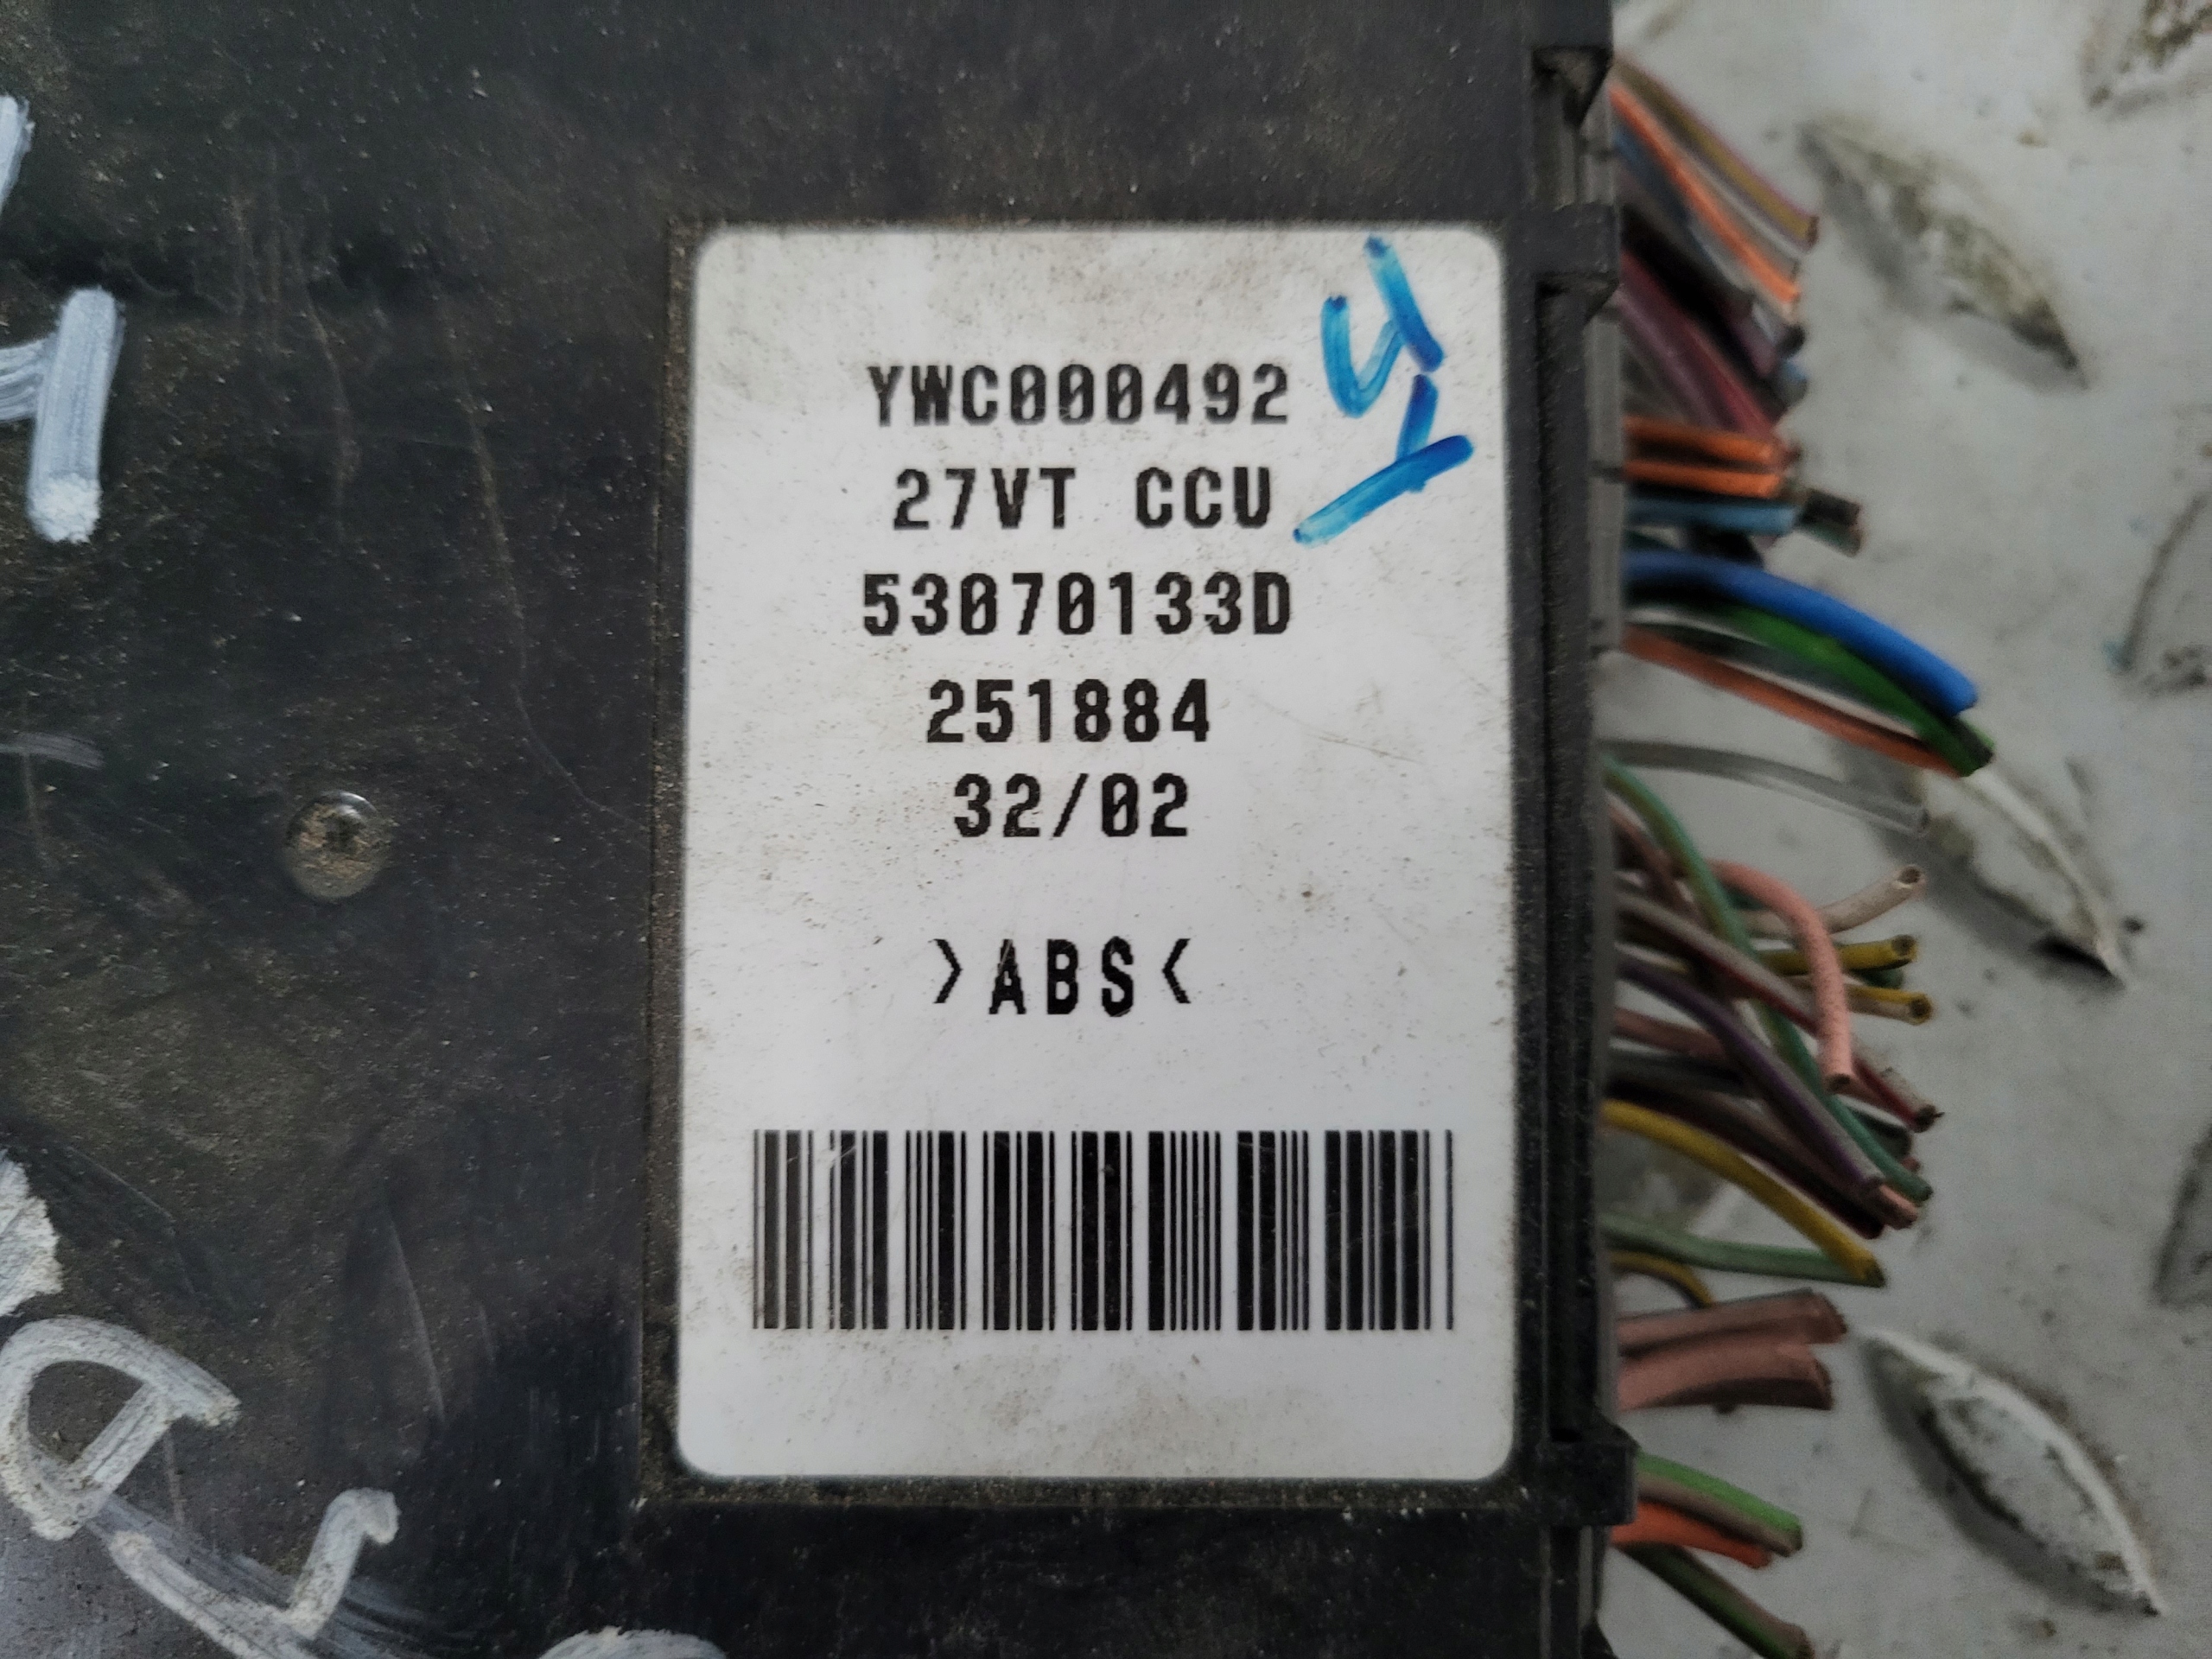 YWC000492
27VT CCU
53070133D
251884
32/02
>ABS<